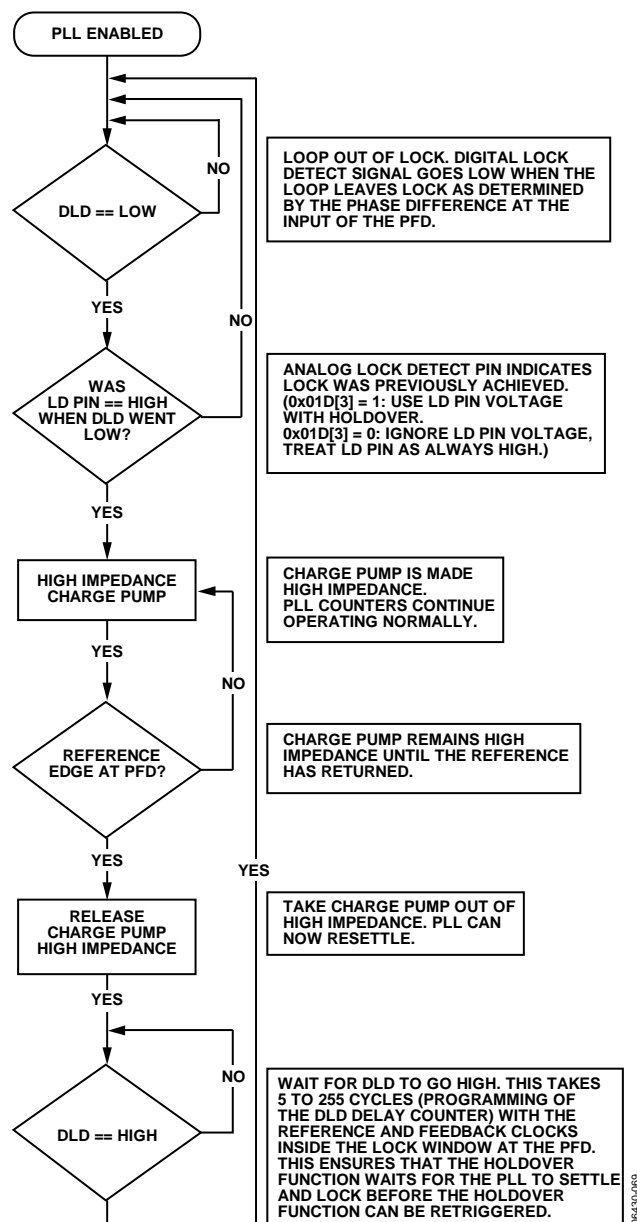 PLL ENABLED
NO
DLD == LOW
LOOP OUT OF LOCK. DIGITAL LOCK
DETECT SIGNAL GOES LOW WHEN THE
LOOP LEAVES LOCK AS DETERMINED
BY THE PHASE DIFFERENCE AT THE
INPUT OF THE PFD.
YES
NO
WAS
LD PIN == HIGH
WHEN DLD WENT
LOW?
ANALOG LOCK DETECT PIN INDICATES
LOCK WAS PREVIOUSLY ACHIEVED.
(0x01D[3] = 1: USE LD PIN VOLTAGE
WITH HOLDOVER.
0x01D[3] = 0: IGNORE LD PIN VOLTAGE,
TREAT LD PIN AS ALWAYS HIGH.)
YES
HIGH IMPEDANCE
CHARGE PUMP
CHARGE PUMP IS MADE
HIGH IMPEDANCE.
PLL COUNTERS CONTINUE
OPERATING NORMALLY.
YES
NO
REFERENCE
EDGE AT PFD?
CHARGE PUMP REMAINS HIGH
IMPEDANCE UNTIL THE REFERENCE
HAS RETURNED.
YES
YES
RELEASE
CHARGE PUMP
HIGH IMPEDANCE
TAKE CHARGE PUMP OUT OF
HIGH IMPEDANCE. PLL CAN
NOW RESETTLE.
YES
NO
DLD == HIGH
WAIT FOR DLD TO GO HIGH. THIS TAKES
5 TO 255 CYCLES (PROGRAMMING OF
THE DLD DELAY COUNTER) WITH THE
REFERENCE AND FEEDBACK CLOCKS
INSIDE THE LOCK WINDOW AT THE PFD.
THIS ENSURES THAT THE HOLDOVER
FUNCTION WAITS FOR THE PLL TO SETTLE
AND LOCK BEFORE THE HOLDOVER
FUNCTION CAN BE RETRIGGERED.
06430-069